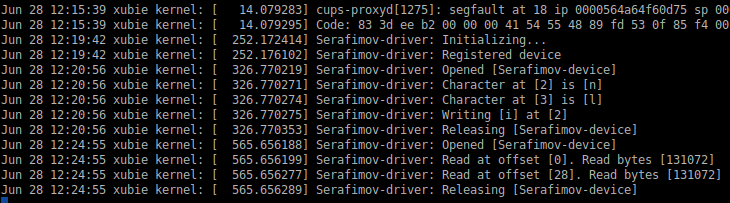 Jun 28 12:15:39 xubie kernel: [   14.079283] cups-proxyd[1275]: segfault at 18 ip 0000564a64f60d75 sp 00
Jun 28 12:15:39 xubie kernel: [   14.079295] Code: 83 3d ee b2 00 00 00 41 54 55 48 89 fd 53 0f 85 f4 00
Jun 28 12:19:42 xubie kernel: [  252.172414] Serafimov-driver: Initializing...
Jun 28 12:19:42 xubie kernel: [  252.176102] Serafimov-driver: Registered device
Jun 28 12:20:56 xubie kernel: [  326.770219] Serafimov-driver: Opened [Serafimov-device]
Jun 28 12:20:56 xubie kernel: [  326.770271] Serafimov-driver: Character at [2] is [n]
Jun 28 12:20:56 xubie kernel: [  326.770274] Serafimov-driver: Character at [3] is [l]
Jun 28 12:20:56 xubie kernel: [  326.770275] Serafimov-driver: Writing [i] at [2]
Jun 28 12:20:56 xubie kernel: [  326.770353] Serafimov-driver: Releasing [Serafimov-device]
Jun 28 12:24:55 xubie kernel: [  565.656188] Serafimov-driver: Opened [Serafimov-device]
Jun 28 12:24:55 xubie kernel: [  565.656199] Serafimov-driver: Read at offset [0]. Read bytes [131072]
Jun 28 12:24:55 xubie kernel: [  565.656277] Serafimov-driver: Read at offset [28]. Read bytes [131072]
Jun 28 12:24:55 xubie kernel: [  565.656289] Serafimov-driver: Releasing [Serafimov-device]